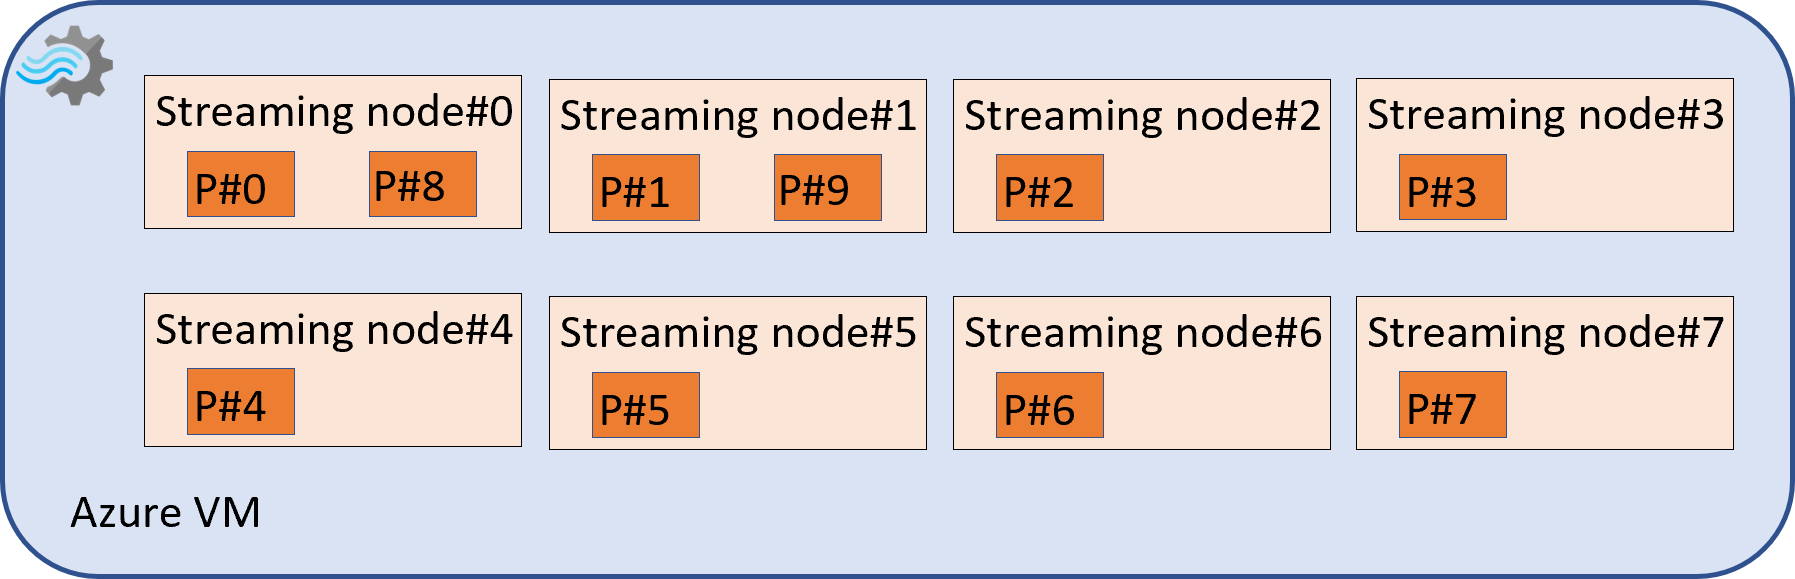 Streaming node#0
P#0 P#8
Streaming node#1
P#1 P#9
Streaming node#2
P#2
Streaming node#3
P#3
Streaming node#4
P#4
Streaming node#5
P#5
Streaming node#6
P#6
Streaming node#7
P#7
Azure VM